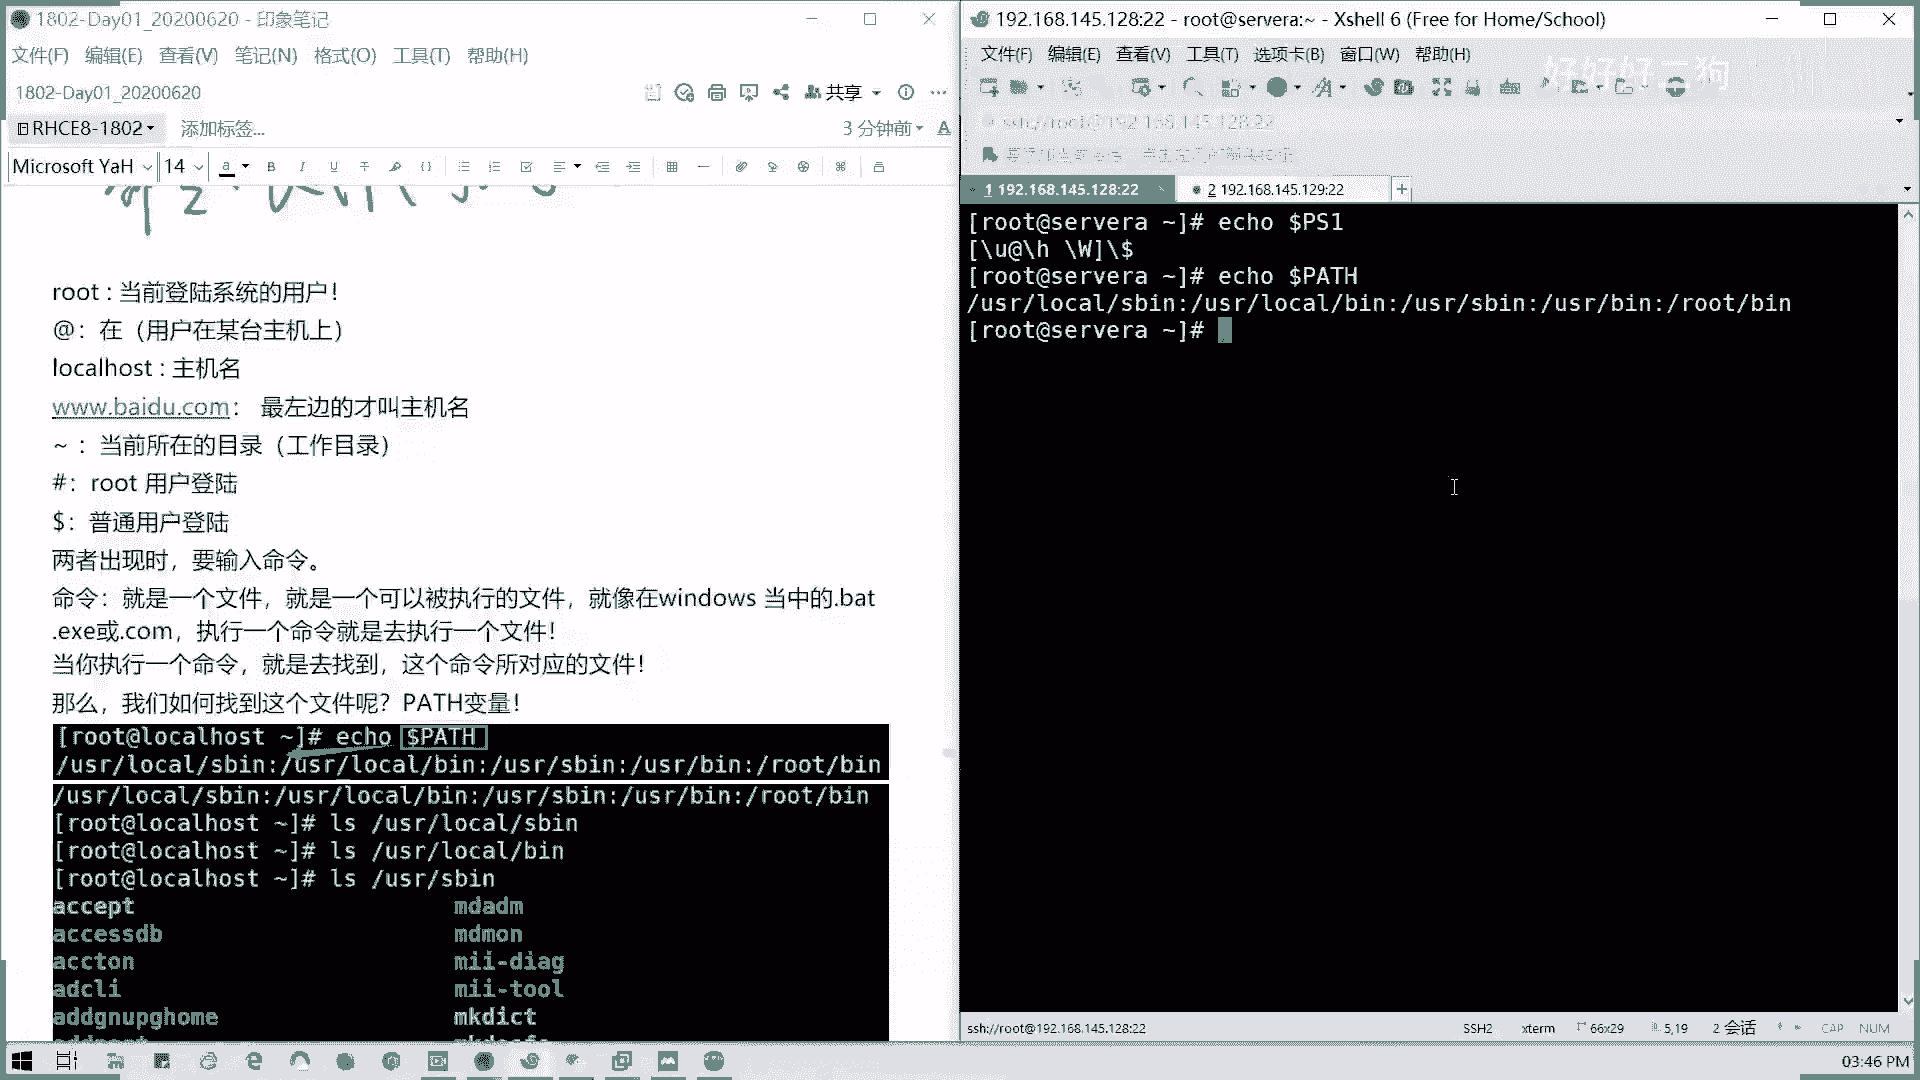 1802-Day01_20200620 - 印象笔记
文件(F) 编辑(E) 查看(V) 笔记(N) 格式(O) 工具(T) 帮助(H)
1802-Day01_20200620
共享
RHCE8-1802
添加标签...
3 分钟前
Microsoft YaH 14
root : 当前登陆系统的用户！
@：在（用户在某台主机上）
localhost : 主机名
www.baidu.com： 最左边的才叫主机名
~ ：当前所在的目录（工作目录）
#：root 用户登陆
$：普通用户登陆
两者出现时，要输入命令。
命令：就是一个文件，就是一个可以被执行的文件，就像在windows 当中的.bat
.exe或.com，执行一个命令就是去执行一个文件！
当你执行一个命令，就是去找到，这个命令所对应的文件！
那么，我们如何找到这个文件呢？PATH变量！
[root@localhost ~]# echo $PATH
/usr/local/sbin:/usr/local/bin:/usr/sbin:/usr/bin:/root/bin
/usr/local/sbin:/usr/local/bin:/usr/sbin:/usr/bin:/root/bin
[root@localhost ~]# ls /usr/local/sbin
[root@localhost ~]# ls /usr/local/bin
[root@localhost ~]# ls /usr/sbin
accept mdadm
accessdb mdmon
accton mii-diag
adcli mii-tool
addgnupghome mkdict
192.168.145.128:22 - root@servera:~ - Xshell 6 (Free for Home/School)
文件(F) 编辑(E) 查看(V) 工具(T) 选项卡(B) 窗口(W) 帮助(H)
好好好二狗
ssh://root@192.168.145.128:22
1 192.168.145.128:22
2 192.168.145.129:22
[root@servera ~]# echo $PS1
[\u@\h \W]\$
[root@servera ~]# echo $PATH
/usr/local/sbin:/usr/local/bin:/usr/sbin:/usr/bin:/root/bin
[root@servera ~]#
ssh://root@192.168.145.128:22 SSH2 xterm 66x29 5,19 2 会话 CAP NUM
03:46 PM